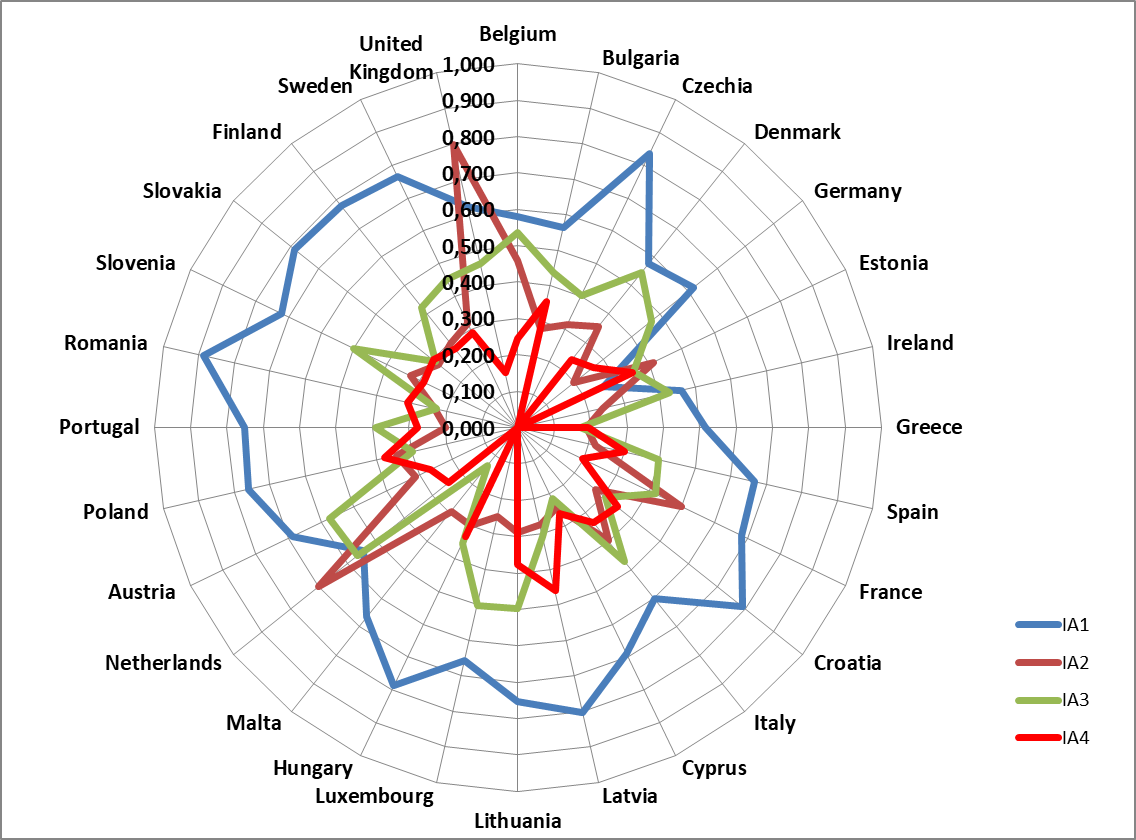 Belgium
Bulgaria
Czechia
Denmark
Germany
Estonia
Ireland
Greece
Spain
France
Croatia
Italy
Cyprus
Latvia
Lithuania
Luxembourg
Hungary
Malta
Netherlands
Austria
Poland
Portugal
Romania
Slovenia
Slovakia
Finland
Sweden
United
Kingdom
1,000
0,900
0,800
0,700
0,600
0,500
0,400
0,300
0,200
0,100
0,000
IA1
IA2
IA3
IA4